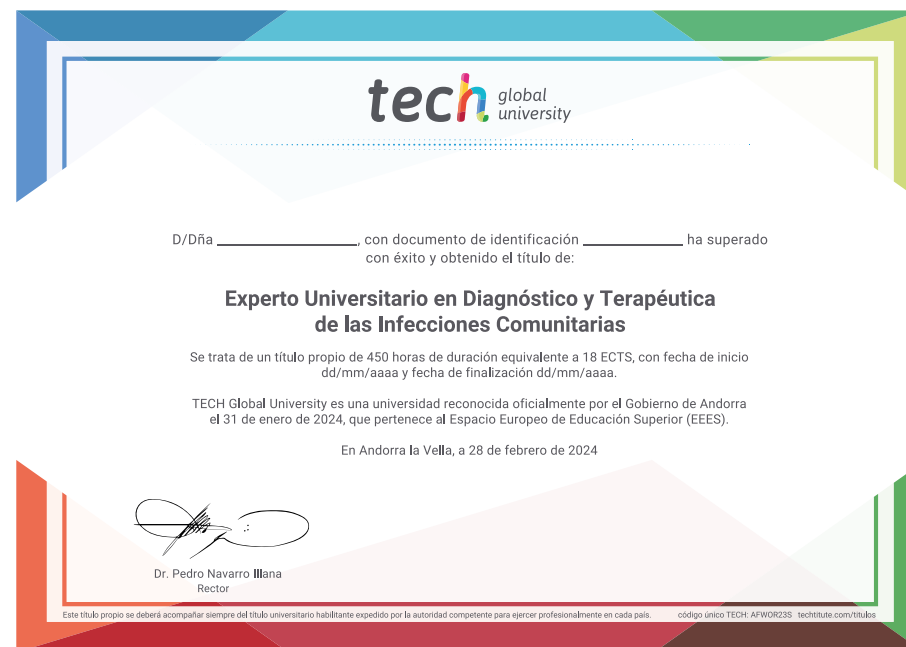 tech global university
D/Dña ____________, con documento de identificación ____________ ha superado
con éxito y obtenido el título de:
Experto Universitario en Diagnóstico y Terapéutica
de las Infecciones Comunitarias
Se trata de un título propio de 450 horas de duración equivalente a 18 ECTS, con fecha de inicio
dd/mm/aaaa y fecha de finalización dd/mm/aaaa.
TECH Global University es una universidad reconocida oficialmente por el Gobierno de Andorra
el 31 de enero de 2024, que pertenece al Espacio Europeo de Educación Superior (EEES).
En Andorra la Vella, a 28 de febrero de 2024
Dr. Pedro Navarro Illana
Rector
Este título propio se deberá acompañar siempre del título universitario habilitante expedido por la autoridad competente para ejercer profesionalmente en cada país. código único TECH: AFWOR23S techtitute.com/titulos